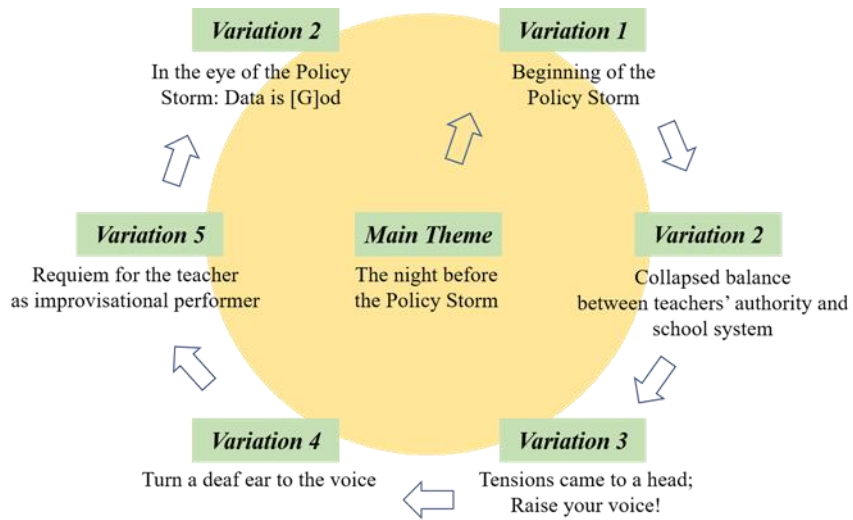 Variation 2
In the eye of the Policy
Storm: Data is [G]od
Variation 1
Beginning of the
Policy Storm
Variation 5
Requiem for the teacher
as improvisational performer
Main Theme
The night before
the Policy Storm
Variation 2
Collapsed balance
between teachers' authority and
school system
Variation 4
Turn a deaf ear to the voice
Variation 3
Tensions came to a head;
Raise your voice!